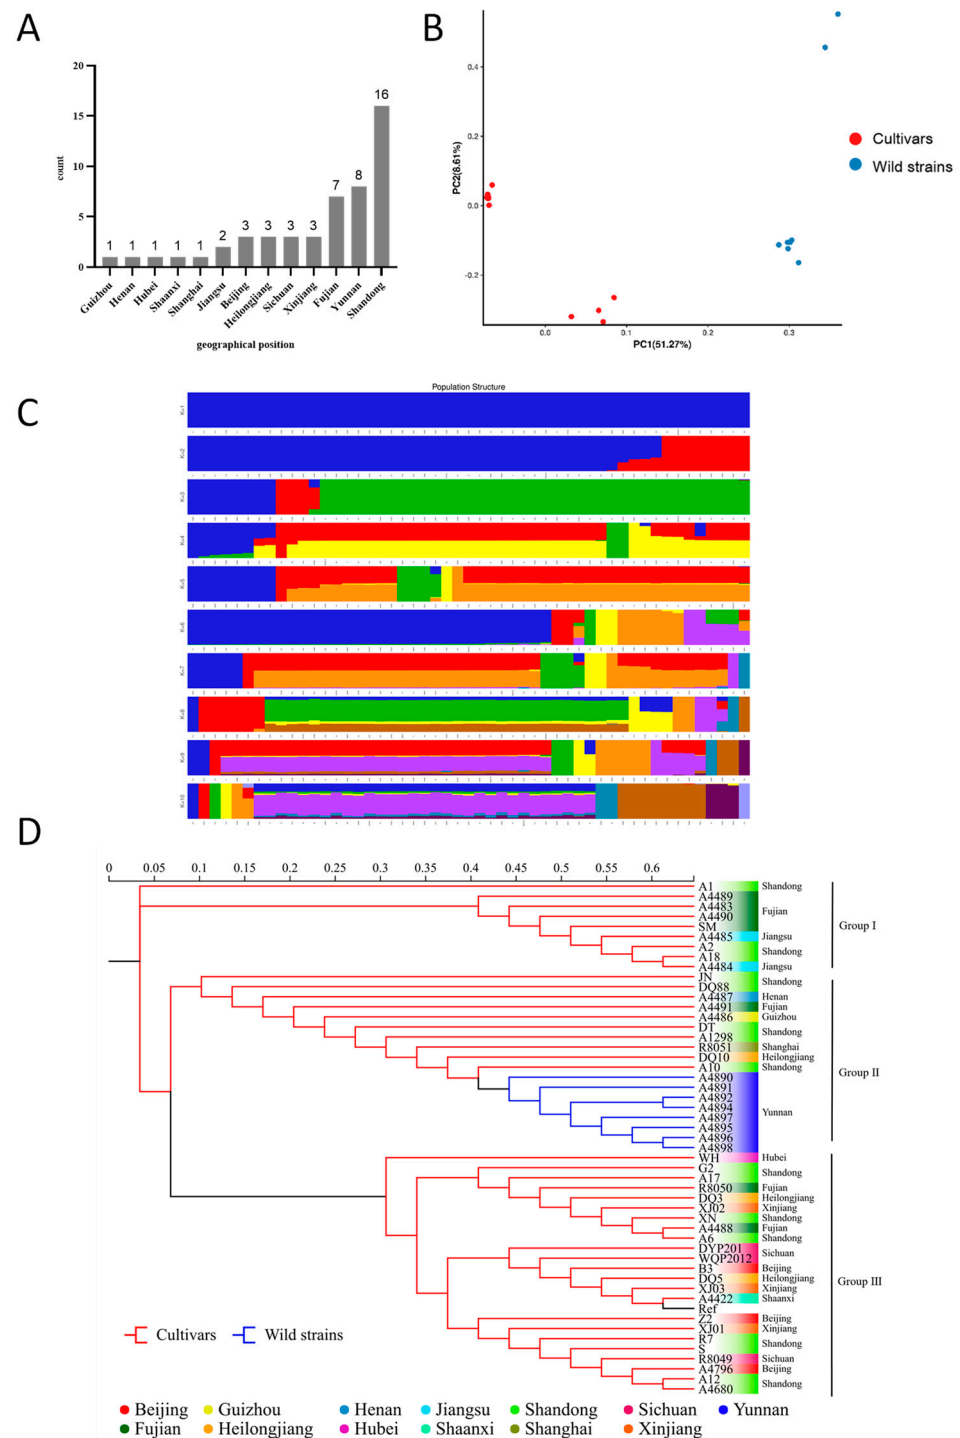 A
20
15
10
5
0
count
1 1 1 1 1 2 3 3 3 3 7 8 16
Guizhou
Henan
Hubei
Shaanxi
Shanghai
Jiangsu
Beijing
Heilongjiang
Sichuan
Xinjiang
Fujian
Yunnan
Shandong
geographical position
B
0.4
0.2
0.0
-0.2
PC2(8.61%)
0.0 0.1 0.2 0.3
PC1(51.27%)
Cultivars
Wild strains
C
Population Structure
K=1
K=2
K=3
K=4
K=5
K=6
K=7
K=8
K=9
K=10
D
0 0.05 0.1 0.15 0.2 0.25 0.3 0.35 0.4 0.45 0.5 0.55 0.6
A1 Shandong
A4489
A4483
A4490 Fujian
SM
A4485 Jiangsu
A2
A18 Shandong
A4484 Jiangsu
Group I
JN
DQ88 Shandong
A4487 Henan
A4491 Fujian
A4486 Guizhou
DT
A1298 Shandong
R8051 Shanghai
DQ10 Heilongjiang
A10 Shandong
A4890
A4891
A4892
A4894
A4897 Yunnan
A4895
A4896
A4898
Group II
WH Hubei
G2
A17 Shandong
R8050 Fujian
DQ3 Heilongjiang
XJ02 Xinjiang
XN Shandong
A4488 Fujian
A6 Shandong
DYP201
WQP2012 Sichuan
B3 Beijing
DQ5 Heilongjiang
XJ03 Xinjiang
A4422 Shaanxi
Ref
Z2 Beijing
XJ01 Xinjiang
R7
S Shandong
R8049 Sichuan
A4796 Beijing
A12
A4680 Shandong
Group III
Cultivars Wild strains
Beijing Guizhou Henan Jiangsu Shandong Sichuan Yunnan
Fujian Heilongjiang Hubei Shaanxi Shanghai Xinjiang